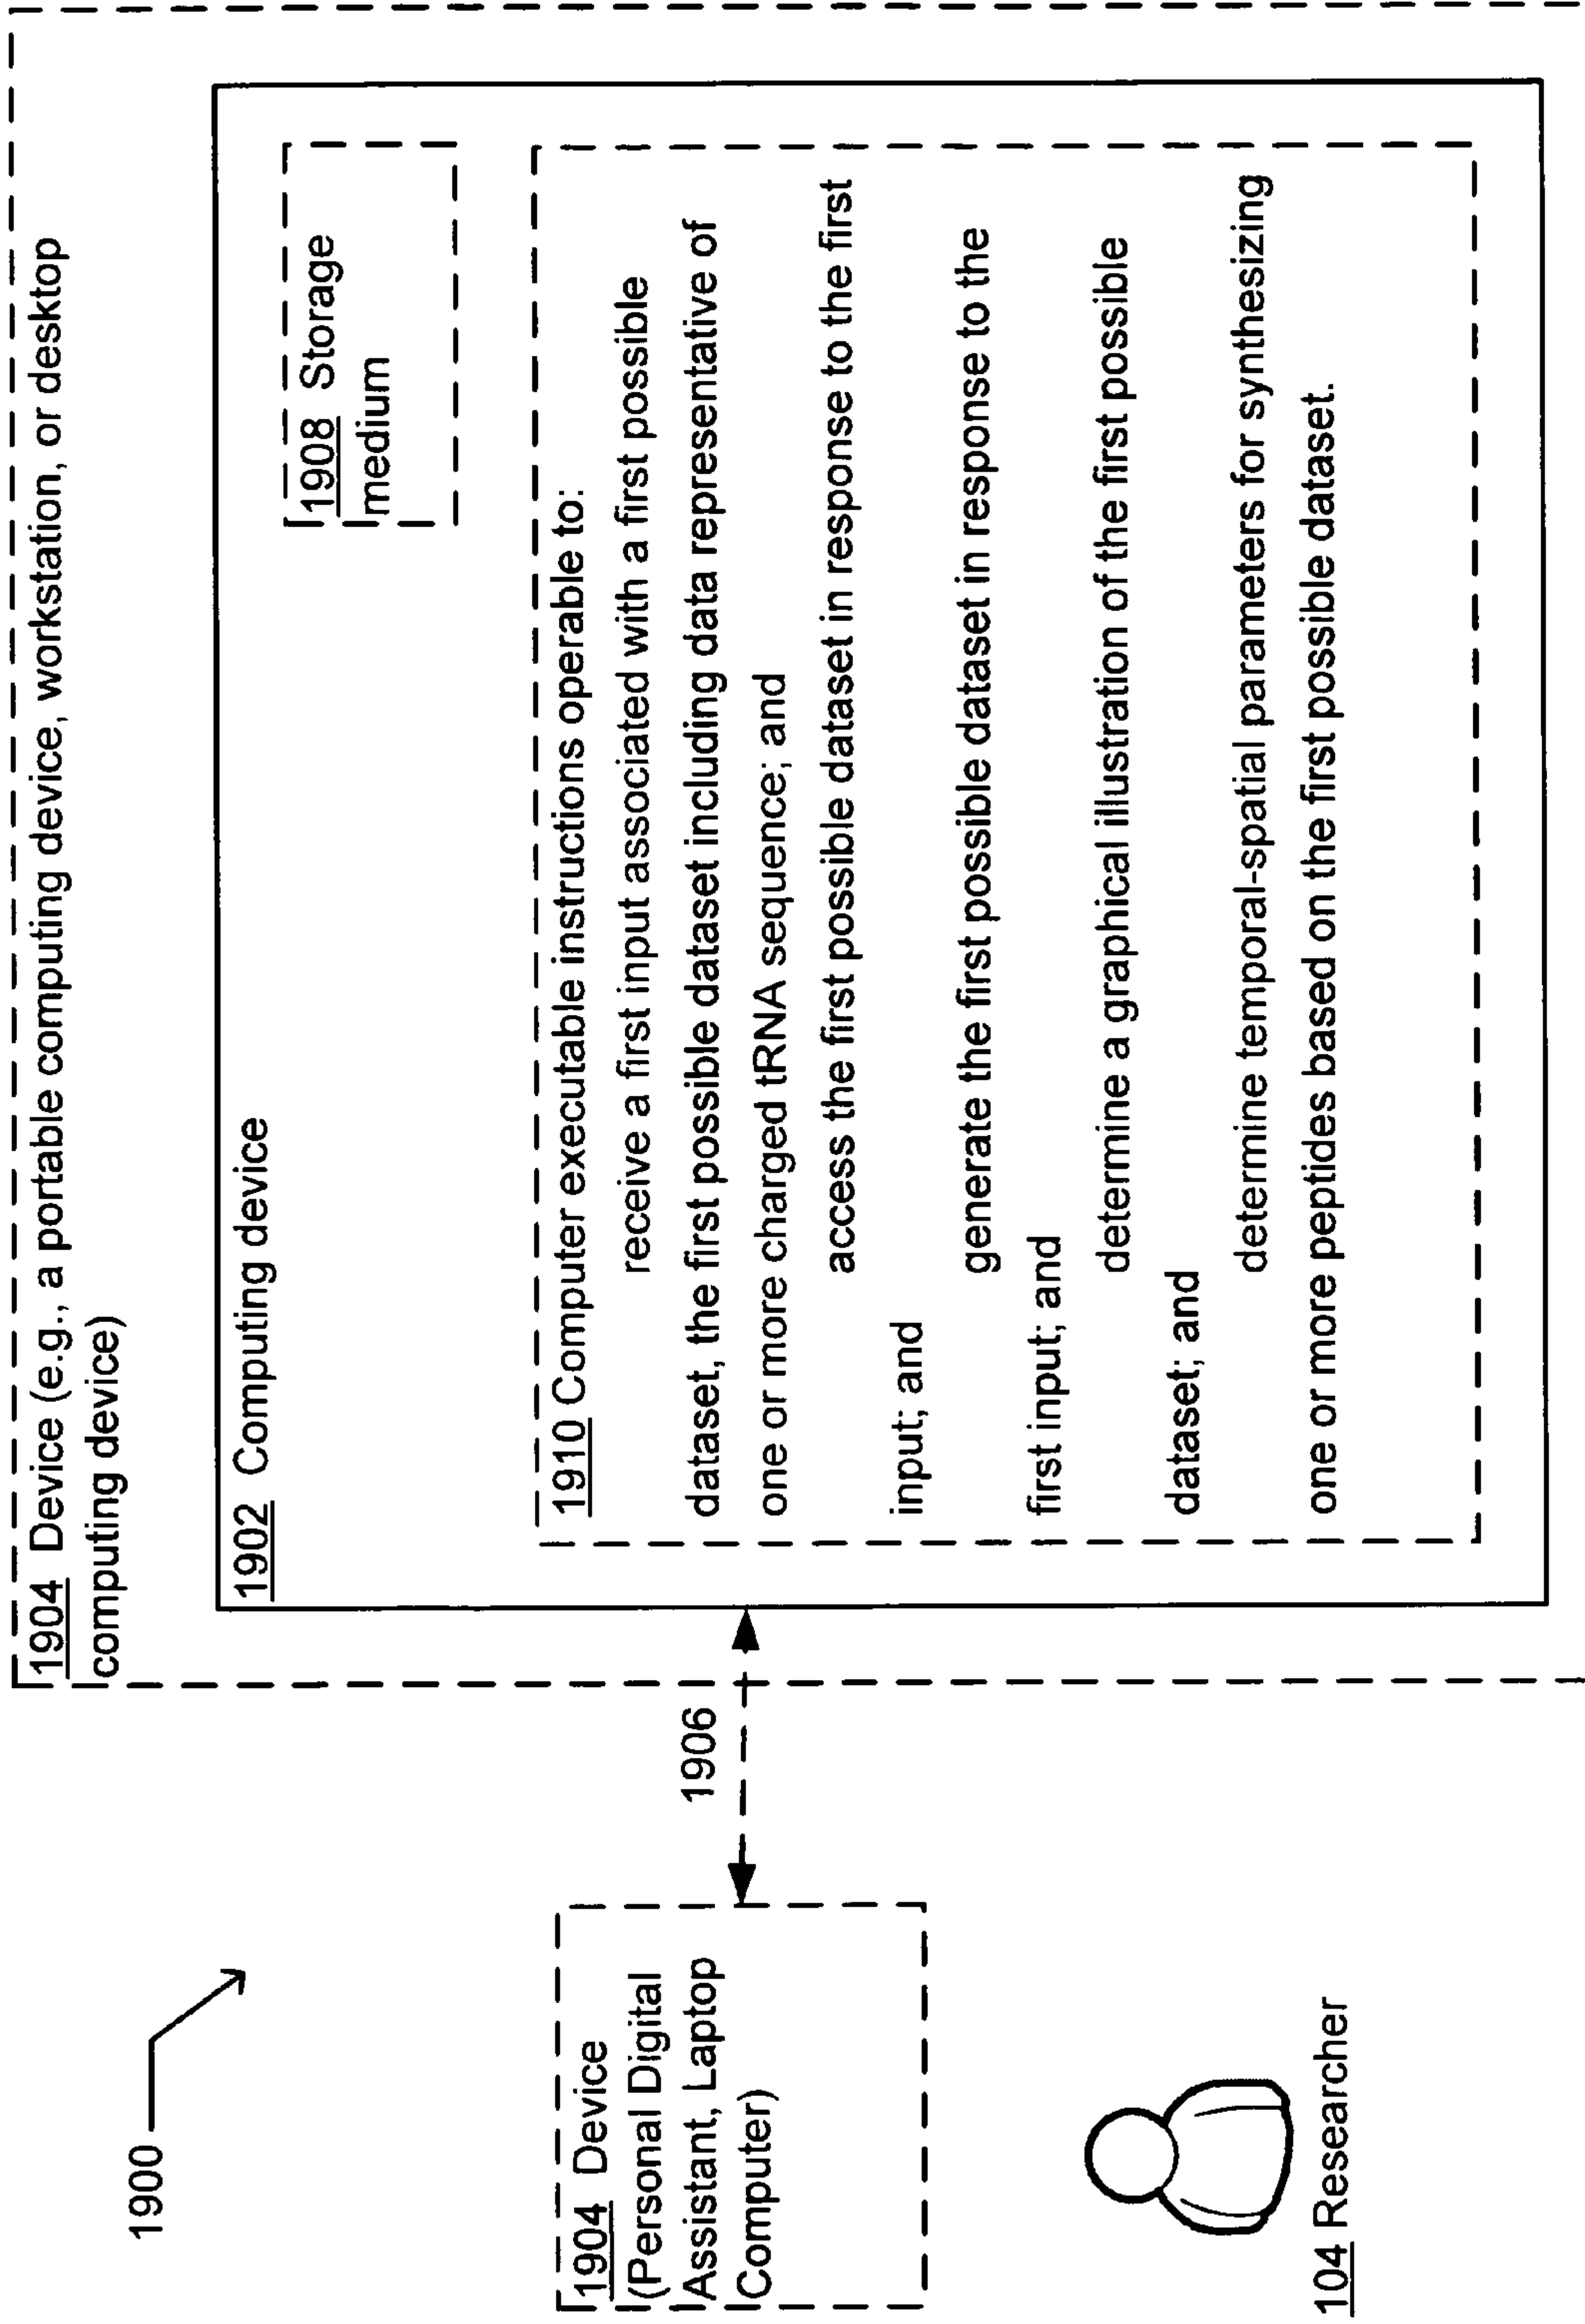 1900
1904 Device (e.g., a portable computing device, workstation, or desktop
computing device)
1902 Computing device
1908 Storage
medium
1910 Computer executable instructions operable to:
receive a first input associated with a first possible
dataset, the first possible dataset including data representative of
one or more charged tRNA sequence; and
access the first possible dataset in response to the first
input; and
generate the first possible dataset in response to the
first input; and
determine a graphical illustration of the first possible
dataset; and
determine temporal-spatial parameters for synthesizing
one or more peptides based on the first possible dataset.
1906
1904 Device
(Personal Digital
Assistant, Laptop
Computer)
104 Researcher